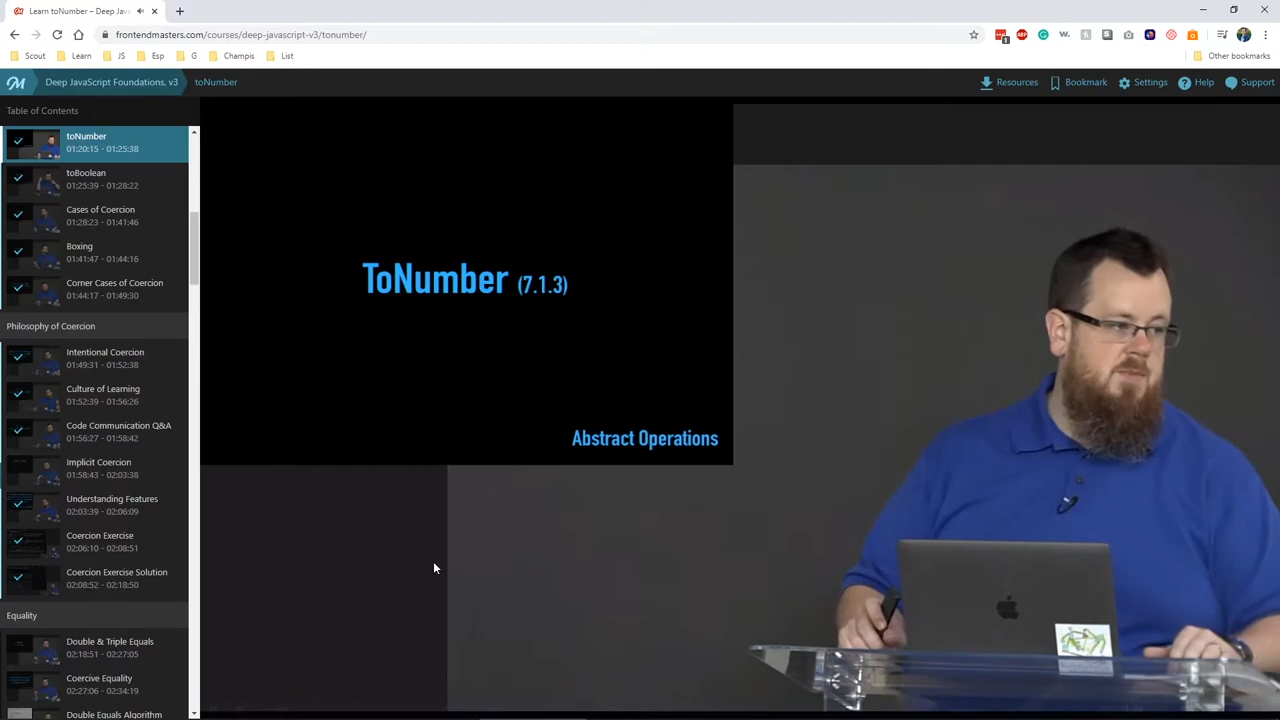 Learn toNumber – Deep Jav
frontendmasters.com/courses/deep-javascript-v3/tonumber/
Scout
Learn
JS
Esp
G
Champis
List
Other bookmarks
Deep JavaScript Foundations, v3
toNumber
Resources
Bookmark
Settings
Help
Support
Table of Contents
toNumber
01:20:15 - 01:25:38
toBoolean
01:25:39 - 01:28:22
Cases of Coercion
01:28:23 - 01:41:46
Boxing
01:41:47 - 01:44:16
Corner Cases of Coercion
01:44:17 - 01:49:30
Philosophy of Coercion
Intentional Coercion
01:49:31 - 01:52:38
Culture of Learning
01:52:39 - 01:56:26
Code Communication Q&A
01:56:27 - 01:58:42
Implicit Coercion
01:58:43 - 02:03:38
Understanding Features
02:03:39 - 02:06:09
Coercion Exercise
02:06:10 - 02:08:51
Coercion Exercise Solution
02:08:52 - 02:18:50
Equality
Double & Triple Equals
02:18:51 - 02:27:05
Coercive Equality
02:27:06 - 02:34:19
Double Equals Algorithm
ToNumber (7.1.3)
Abstract Operations